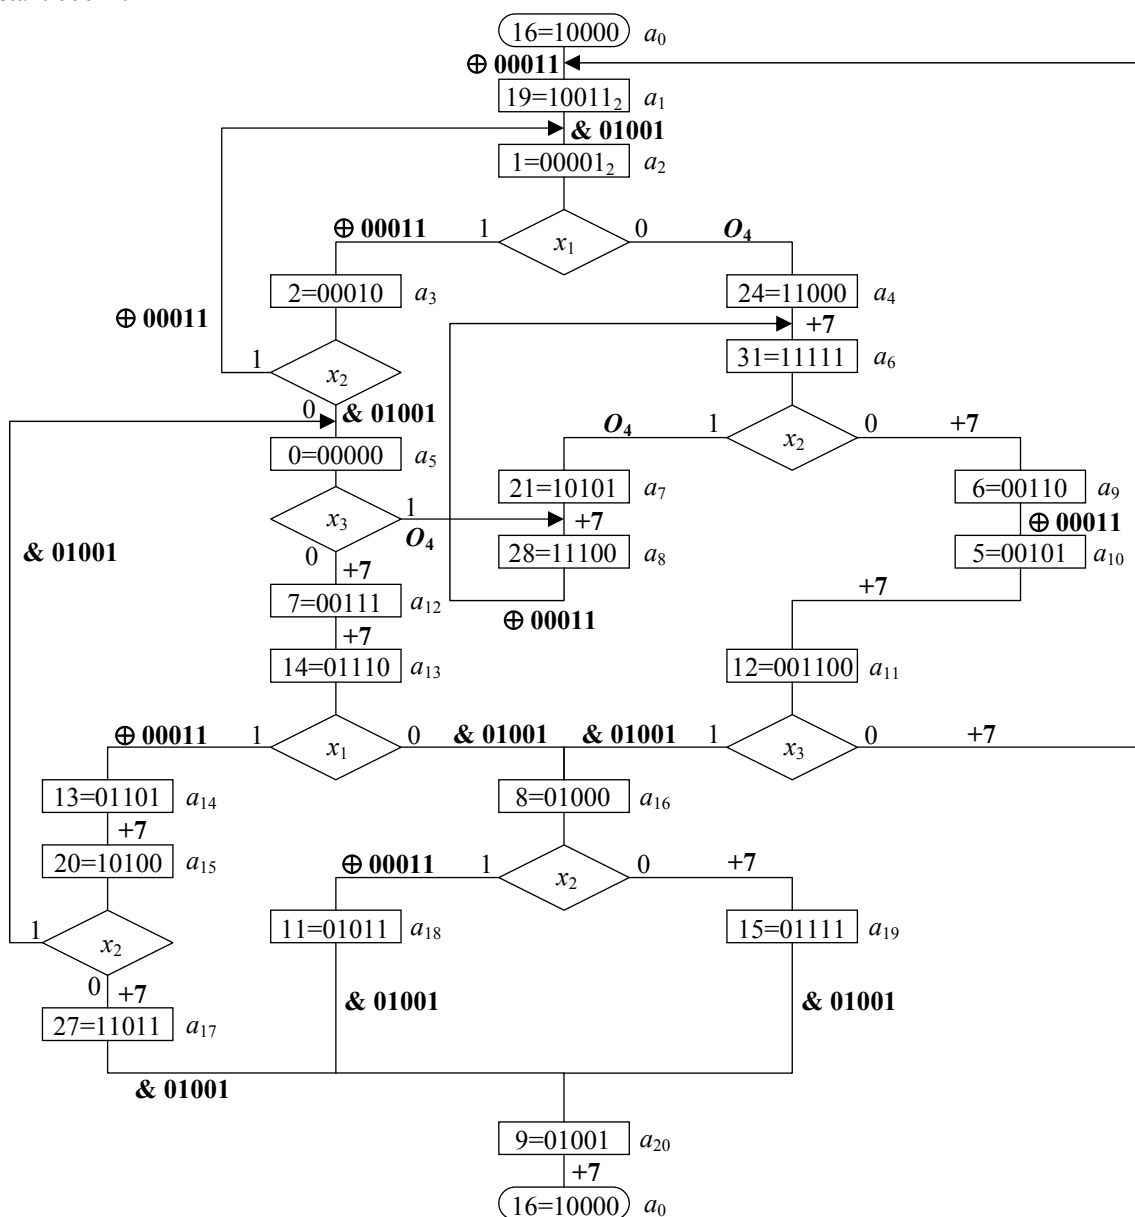 16=10000 a0
⊕ 00011
19=10011₂ a1
& 01001
1=00001₂ a2
⊕ 00011 1 x1 0 O4
2=00010 a3
24=11000 a4
⊕ 00011
+7
31=11111 a6
1 x2
0 & 01001
O4 1 x2 0 +7
0=00000 a5
21=10101 a7
6=00110 a9
x3 1
O4
+7
⊕ 00011
& 01001
0
+7
28=11100 a8
5=00101 a10
7=00111 a12
+7
⊕ 00011
+7
14=01110 a13
12=001100 a11
⊕ 00011 1 x1 0 & 01001
& 01001 1 x3 0 +7
13=01101 a14
8=01000 a16
+7
20=10100 a15
⊕ 00011 1 x2 0 +7
11=01011 a18
15=01111 a19
1 x2
0 +7
& 01001
& 01001
27=11011 a17
& 01001
9=01001 a20
+7
16=10000 a0